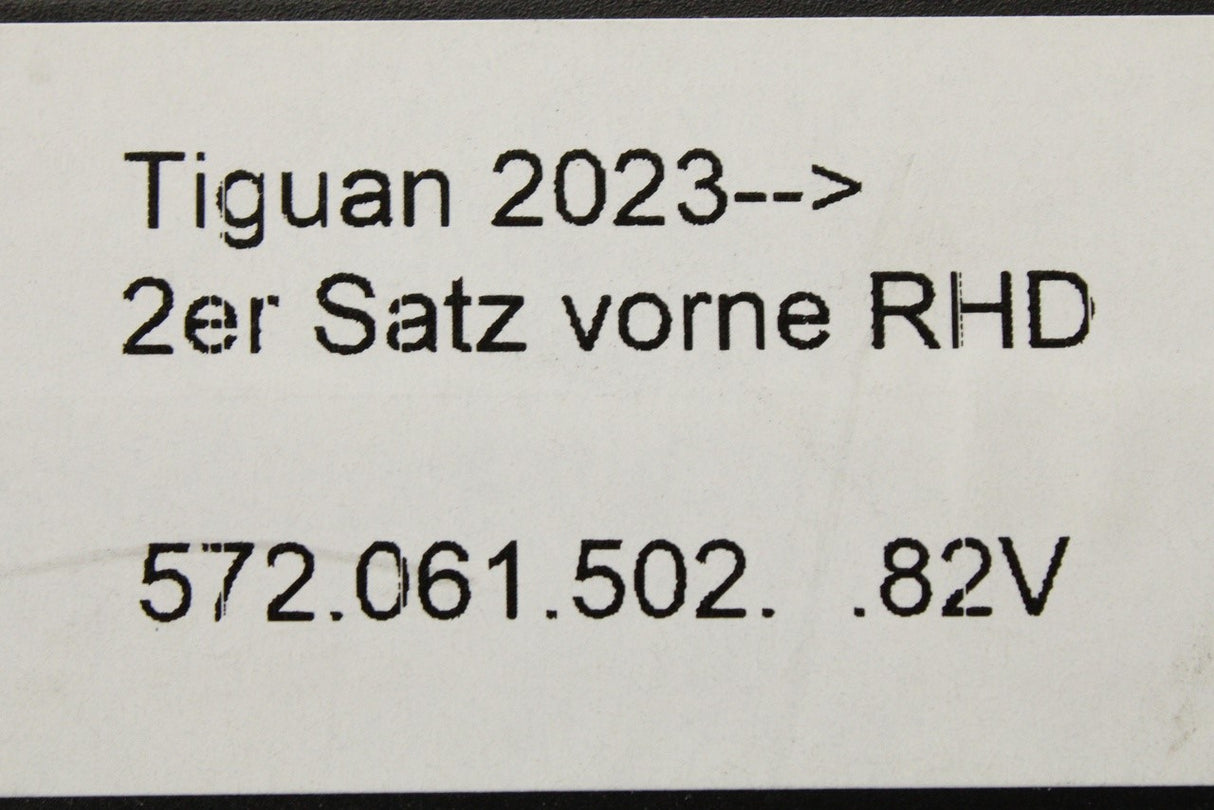 Tiguan 2023-->
2er Satz vorne RHD
572.061.502. .82V